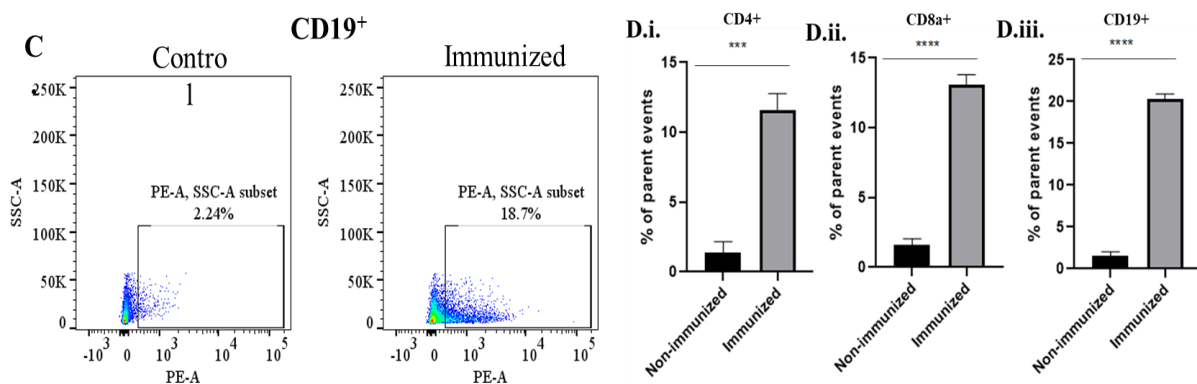 C
CD19+
Contro
l
Immunized
250K
200K
150K
100K
50K
0
SSC-A
PE-A, SSC-A subset
2.24%
-10³ 0 10³ 10⁴ 10⁵
PE-A
250K
200K
150K
100K
50K
0
SSC-A
PE-A, SSC-A subset
18.7%
-10³ 0 10³ 10⁴ 10⁵
PE-A
D.i.
CD4+
***
15
10
5
0
% of parent events
Non-immunized
Immunized
D.ii.
CD8a+
****
15
10
5
0
% of parent events
Non-immunized
Immunized
D.iii.
CD19+
****
25
20
15
10
5
0
% of parent events
Non-immunized
Immunized